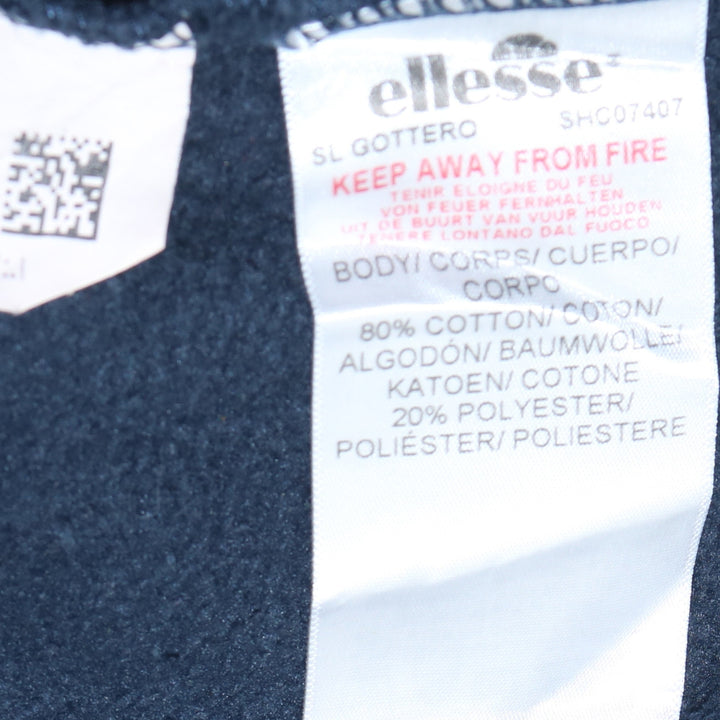 ellesse
SL GOTTERO SHC07407
KEEP AWAY FROM FIRE
TENIR ELOIGNE DU FEU
VON FEUER FERNHALTEN
UIT DE BUURT VAN VUUR HOUDEN
TENERE LONTANO DAL FUOCO
BODY/ CORPS/ CUERPO/
CORPO
80% COTTON/ COTON/
ALGODÓN/ BAUMWOLLE/
KATOEN/ COTONE
20% POLYESTER/
POLIÉSTER/ POLIESTERE